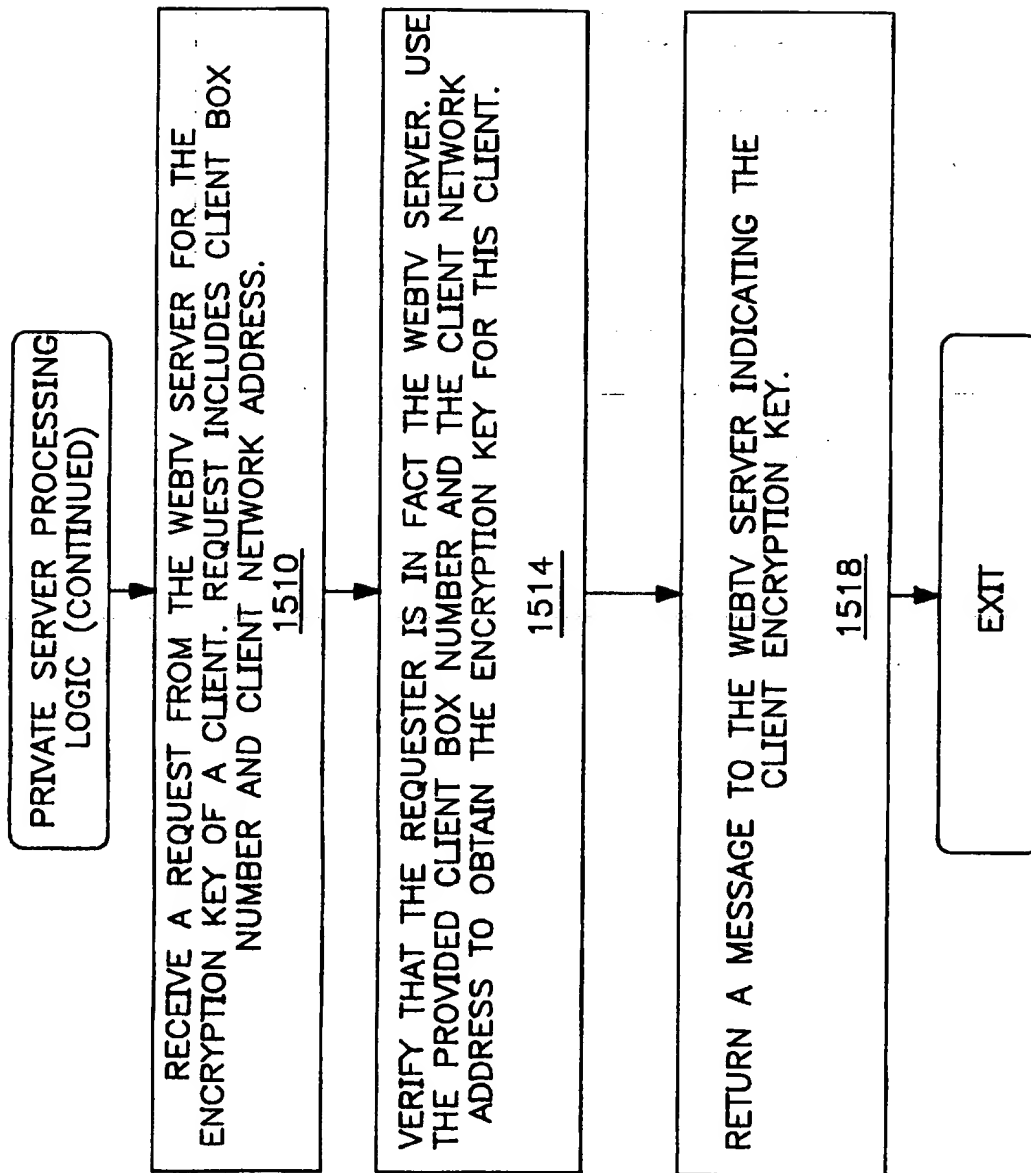 PRIVATE SERVER PROCESSING
LOGIC (CONTINUED)
RECEIVE A REQUEST FROM THE WEBTV SERVER FOR THE
ENCRYPTION KEY OF A CLIENT. REQUEST INCLUDES CLIENT BOX
NUMBER AND CLIENT NETWORK ADDRESS.
1510
VERIFY THAT THE REQUESTER IS IN FACT THE WEBTV SERVER. USE
THE PROVIDED CLIENT BOX NUMBER AND THE CLIENT NETWORK
ADDRESS TO OBTAIN THE ENCRYPTION KEY FOR THIS CLIENT.
1514
RETURN A MESSAGE TO THE WEBTV SERVER INDICATING THE
CLIENT ENCRYPTION KEY.
1518
EXIT